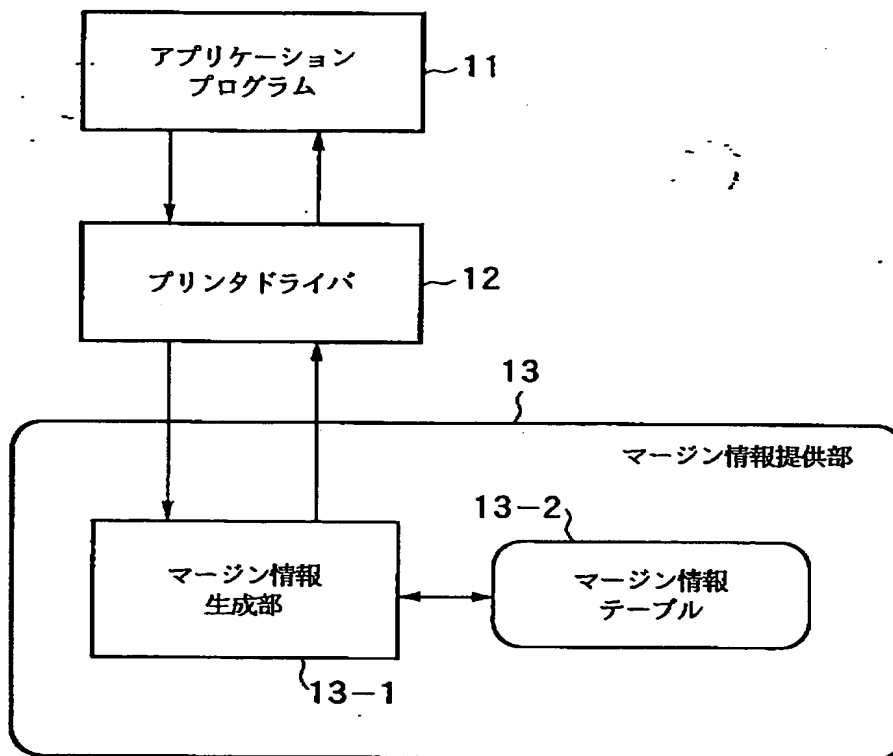 アプリケーション
プログラム
11
プリンタドライバ
12
13
マージン情報提供部
13-2
マージン情報
生成部
マージン情報
テーブル
13-1